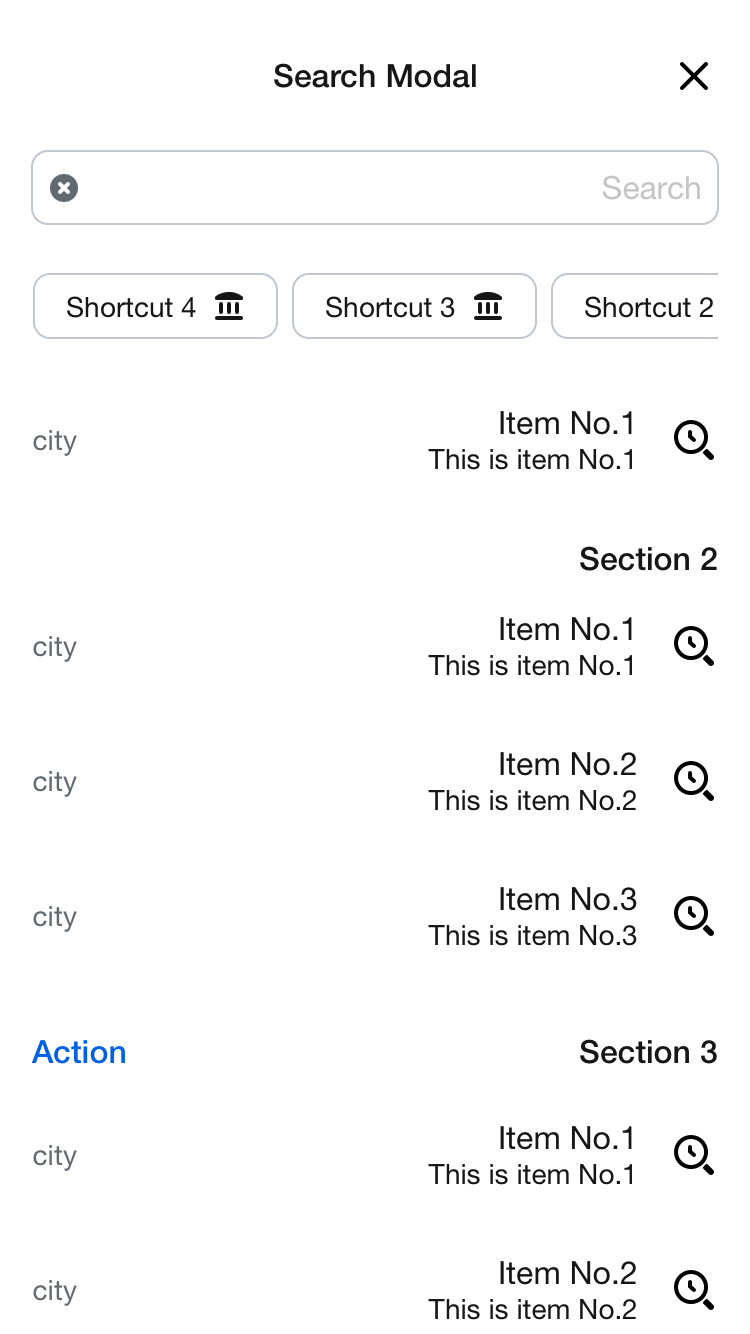 Search Modal
Search
Shortcut 4
Shortcut 3
Shortcut 2
Item No.1
This is item No.1
city
Section 2
Item No.1
This is item No.1
city
Item No.2
This is item No.2
city
Item No.3
This is item No.3
city
Section 3
Action
Item No.1
This is item No.1
city
Item No.2
This is item No.2
city